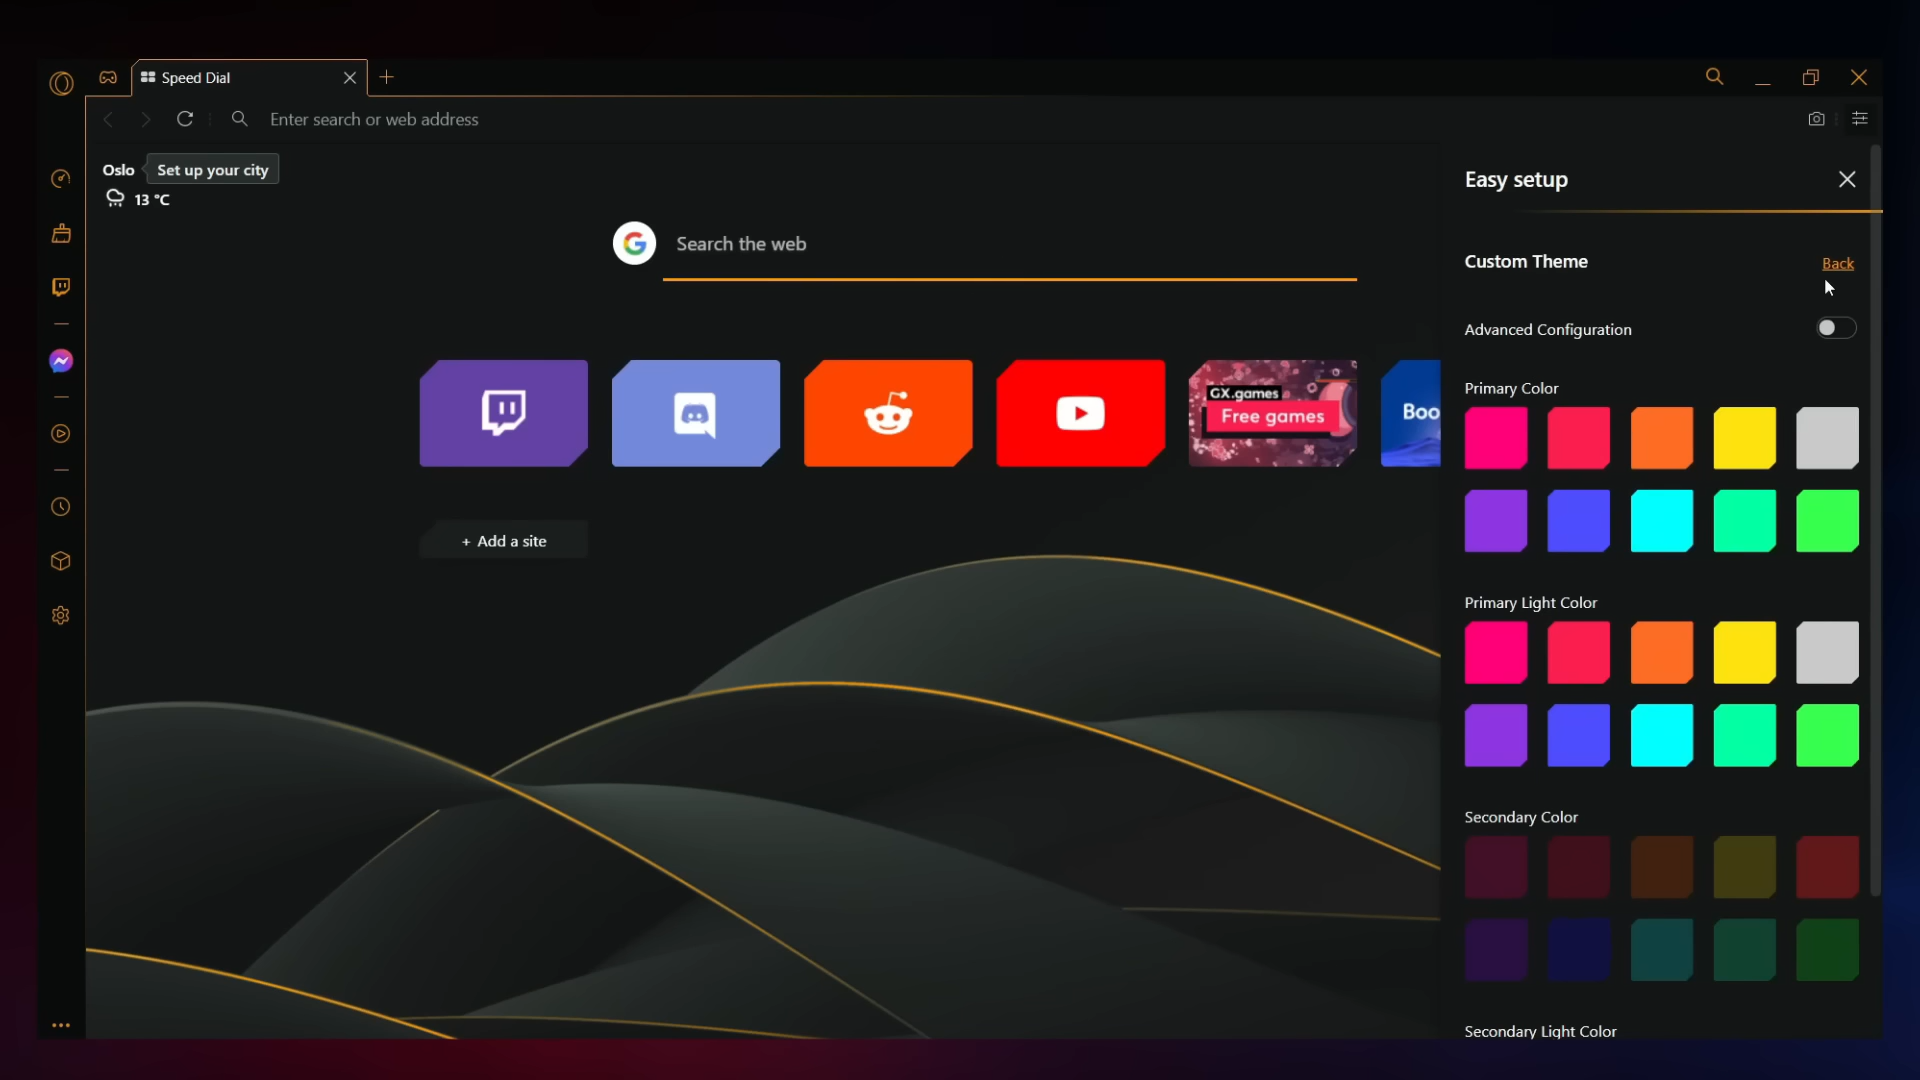 Speed Dial
Enter search or web address
Oslo
Set up your city
13 °C
Search the web
GX.games
Free games
Boo
+ Add a site
Easy setup
Custom Theme
Back
Advanced Configuration
Primary Color
Primary Light Color
Secondary Color
Secondary Light Color